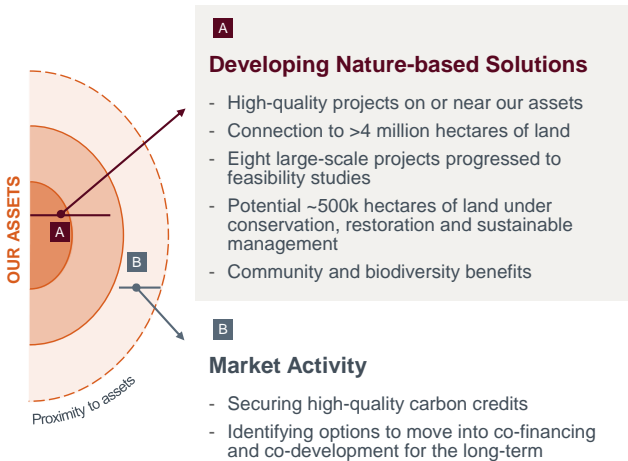 OUR ASSETS
A
B
Proximity to assets
A
Developing Nature-based Solutions
- High-quality projects on or near our assets
- Connection to >4 million hectares of land
- Eight large-scale projects progressed to
feasibility studies
- Potential ~500k hectares of land under
conservation, restoration and sustainable
management
- Community and biodiversity benefits
B
Market Activity
- Securing high-quality carbon credits
- Identifying options to move into co-financing
and co-development for the long-term